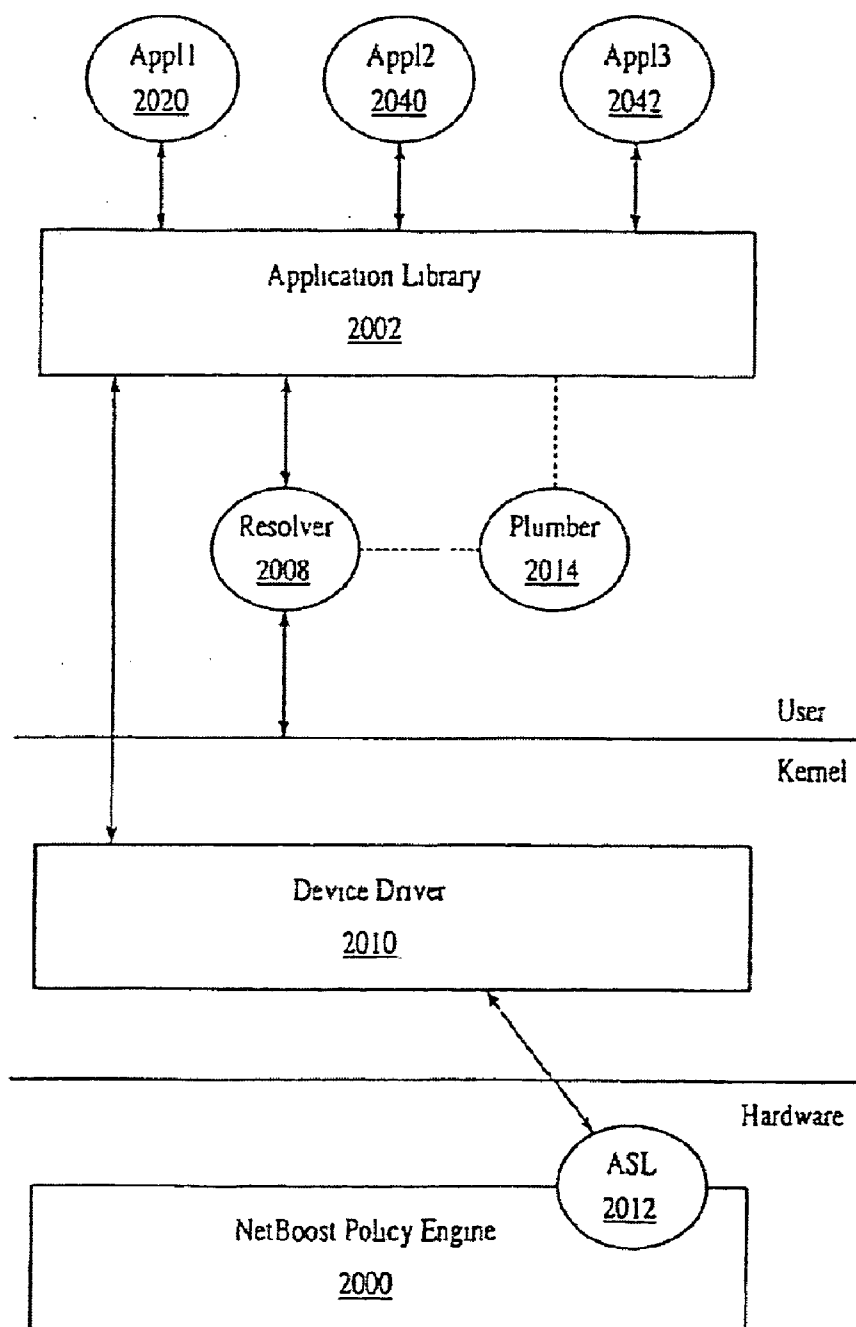 Appl1
2020
Appl2
2040
Appl3
2042
Application Library
2002
Resolver
2008
Plumber
2014
User
Kernel
Device Driver
2010
Hardware
ASL
2012
NetBoost Policy Engine
2000